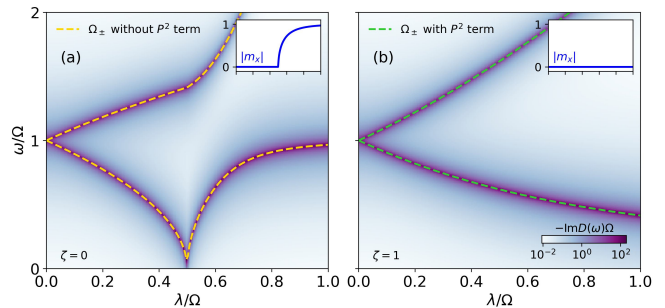 2
1
0
ω/Ω
Ω± without P² term
(a)
1
0
|mₓ|
ζ = 0
0.0 0.2 0.4 0.6 0.8 1.0
λ/Ω
Ω± with P² term
(b)
1
0
|mₓ|
ζ = 1
−ImD(ω)Ω
10⁻² 10⁰ 10²
0.0 0.2 0.4 0.6 0.8 1.0
λ/Ω